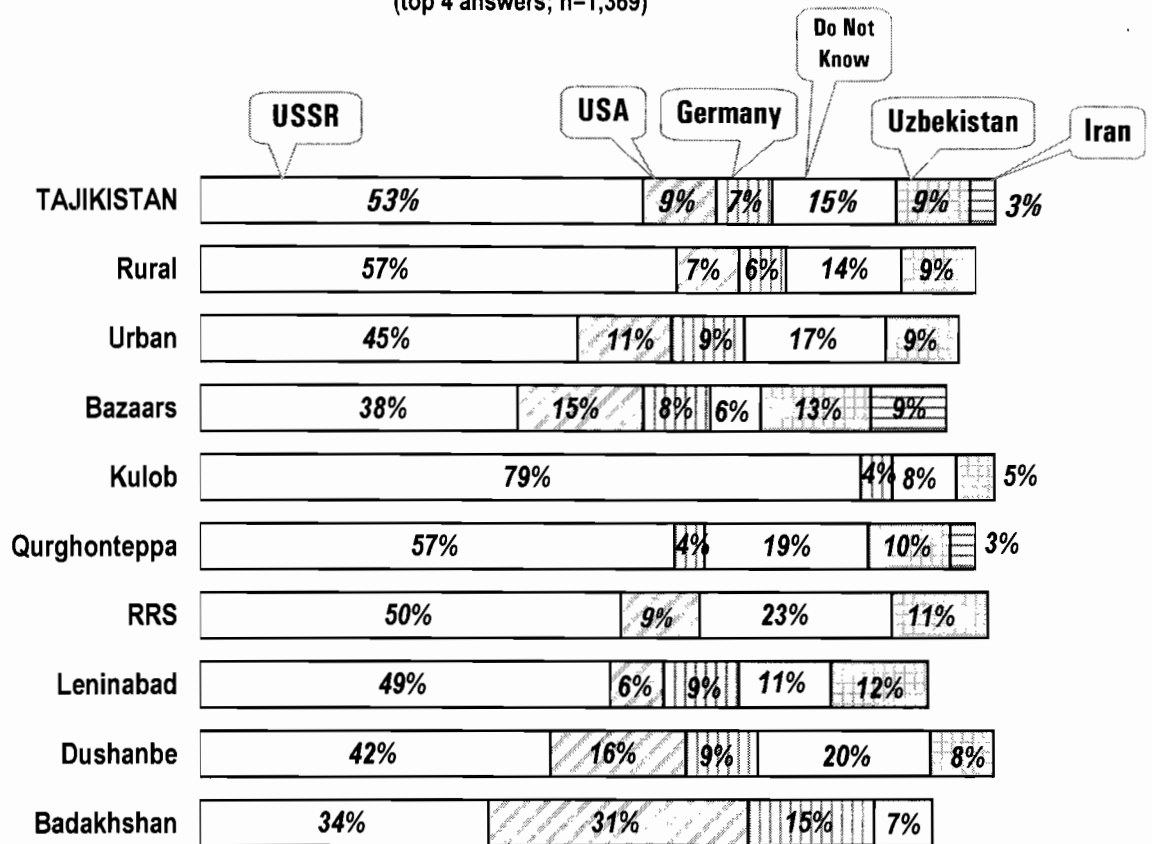 (top 4 answers; n=1,369)
Do Not
Know
USSR
USA
Germany
Uzbekistan
Iran
TAJIKISTAN 53% 9% 7% 15% 9% 3%
Rural 57% 7% 6% 14% 9%
Urban 45% 11% 9% 17% 9%
Bazaars 38% 15% 8% 6% 13% 9%
Kulob 79% 4% 8% 5%
Qurghonteppa 57% 4% 19% 10% 3%
RRS 50% 9% 23% 11%
Leninabad 49% 6% 9% 11% 12%
Dushanbe 42% 16% 9% 20% 8%
Badakhshan 34% 31% 15% 7%